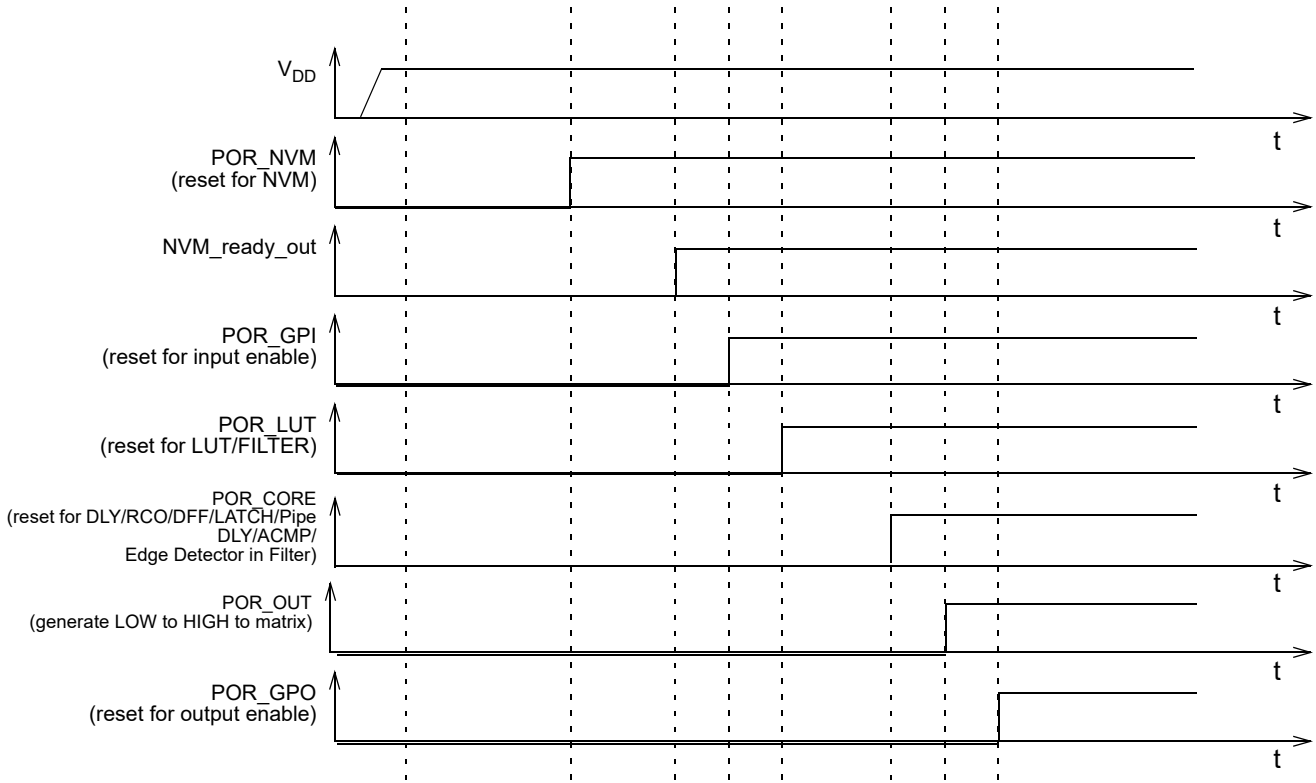 VDD
t
POR_NVM
(reset for NVM)
t
NVM_ready_out
t
POR_GPI
(reset for input enable)
t
POR_LUT
(reset for LUT/FILTER)
t
POR_CORE
(reset for DLY/RCO/DFF/LATCH/Pipe
DLY/ACMP/
Edge Detector in Filter)
t
POR_OUT
(generate LOW to HIGH to matrix)
t
POR_GPO
(reset for output enable)
t